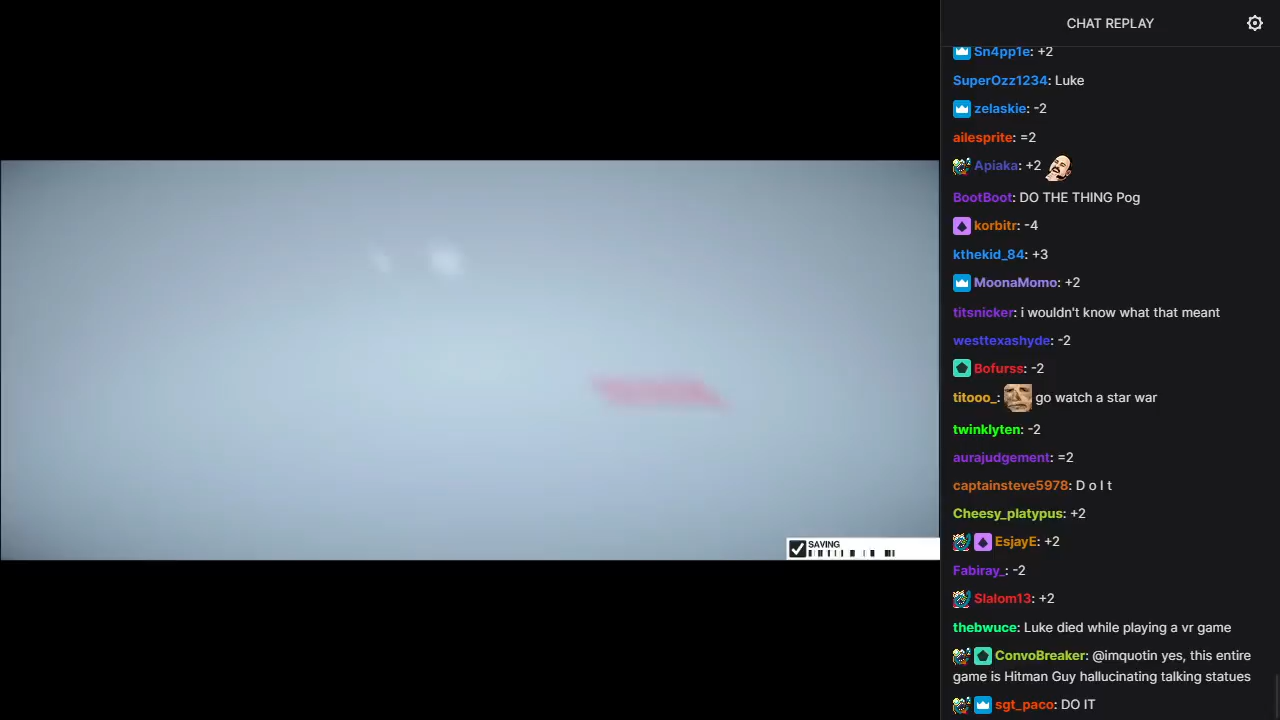 CHAT REPLAY
Sn4pp1e: +2
SuperOzz1234: Luke
zelaskie: -2
ailesprite: =2
Apiaka: +2
BootBoot: DO THE THING Pog
korbitr: -4
kthekid_84: +3
MoonaMomo: +2
titsnicker: i wouldn't know what that meant
westtexashyde: -2
Bofurss: -2
titooo_: go watch a star war
twinklyten: -2
aurajudgement: =2
captainsteve5978: D o I t
Cheesy_platypus: +2
EsjayE: +2
SAVING
Fabiray_: -2
Slalom13: +2
thebwuce: Luke died while playing a vr game
ConvoBreaker: @imquotin yes, this entire
game is Hitman Guy hallucinating talking statues
sgt_paco: DO IT